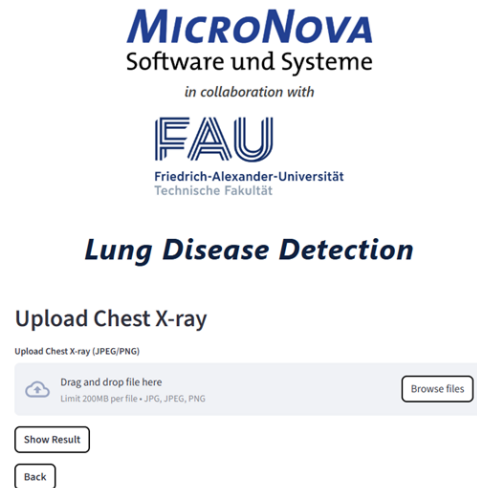 MICRONOVA
Software und Systeme
in collaboration with
FAU
Friedrich-Alexander-Universität
Technische Fakultät
Lung Disease Detection
Upload Chest X-ray
Upload Chest X-ray (JPEG/PNG)
Drag and drop file here
Limit 200MB per file • JPG, JPEG, PNG
Browse files
Show Result
Back